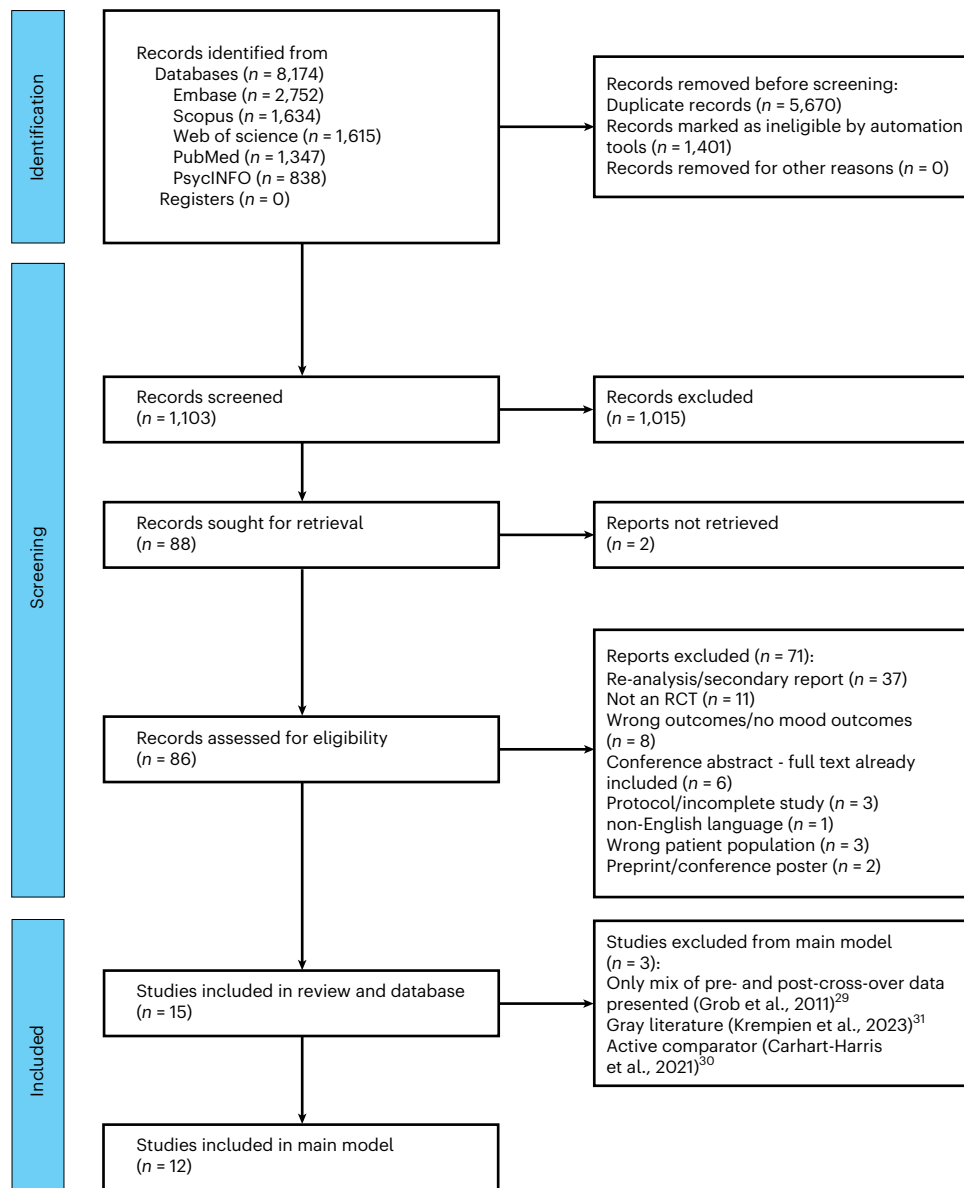 Identification
Records identified from
Databases (n = 8,174)
Embase (n = 2,752)
Scopus (n = 1,634)
Web of science (n = 1,615)
PubMed (n = 1,347)
PsycINFO (n = 838)
Registers (n = 0)
Records removed before screening:
Duplicate records (n = 5,670)
Records marked as ineligible by automation
tools (n = 1,401)
Records removed for other reasons (n = 0)
Screening
Records screened
(n = 1,103)
Records excluded
(n = 1,015)
Records sought for retrieval
(n = 88)
Reports not retrieved
(n = 2)
Records assessed for eligibility
(n = 86)
Reports excluded (n = 71):
Re-analysis/secondary report (n = 37)
Not an RCT (n = 11)
Wrong outcomes/no mood outcomes
(n = 8)
Conference abstract - full text already
included (n = 6)
Protocol/incomplete study (n = 3)
non-English language (n = 1)
Wrong patient population (n = 3)
Preprint/conference poster (n = 2)
Included
Studies included in review and database
(n = 15)
Studies excluded from main model
(n = 3):
Only mix of pre- and post-cross-over data
presented (Grob et al., 2011)29
Gray literature (Krempien et al., 2023)31
Active comparator (Carhart-Harris
et al., 2021)30
Studies included in main model
(n = 12)